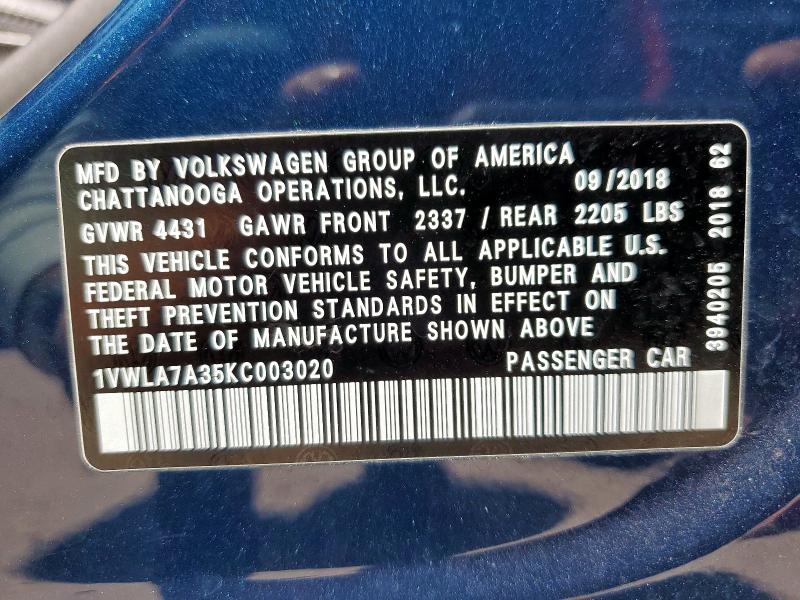 MFD BY VOLKSWAGEN GROUP OF AMERICA
CHATTANOOGA OPERATIONS, LLC. 09/2018
GVWR 4431 GAWR FRONT 2337 / REAR 2205 LBS
THIS VEHICLE CONFORMS TO ALL APPLICABLE U.S.
FEDERAL MOTOR VEHICLE SAFETY, BUMPER AND
THEFT PREVENTION STANDARDS IN EFFECT ON
THE DATE OF MANUFACTURE SHOWN ABOVE
1VWLA7A35KC003020 PASSENGER CAR
3940205 2018 62